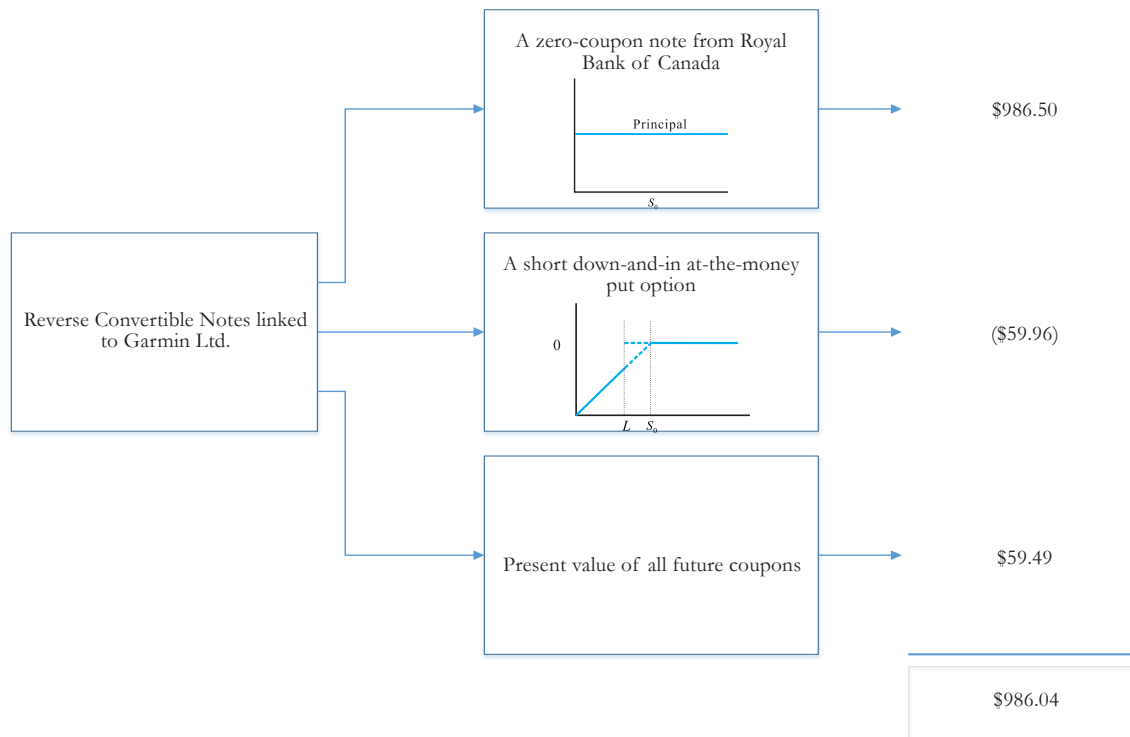 A zero-coupon note from Royal
Bank of Canada
Principal
S₀
$986.50
Reverse Convertible Notes linked
to Garmin Ltd.
A short down-and-in at-the-money
put option
0
L S₀
($59.96)
Present value of all future coupons
$59.49
$986.04